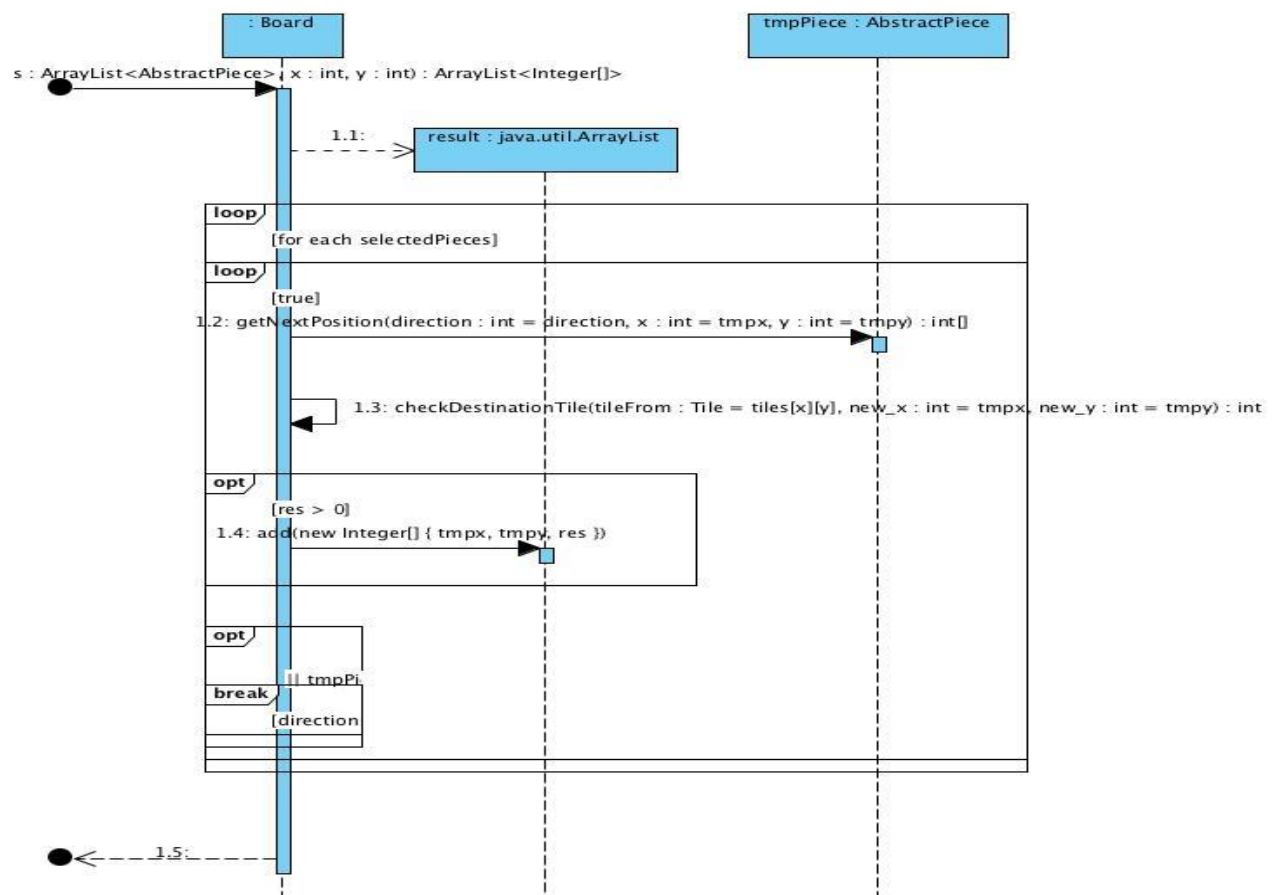 : Board
tmpPiece : AbstractPiece
s : ArrayList<AbstractPiece>, x : int, y : int) : ArrayList<Integer[]>
1.1:
result : java.util.ArrayList
loop
[for each selectedPieces]
loop
[true]
1.2: getNextPosition(direction : int = direction, x : int = tmpx, y : int = tmpy) : int[]
1.3: checkDestinationTile(tileFrom : Tile = tiles[x][y], new_x : int = tmpx, new_y : int = tmpy) : int
opt
[res > 0]
1.4: add(new Integer[] { tmpx, tmpy, res })
opt
|| tmpPi
break
[direction
1.5: